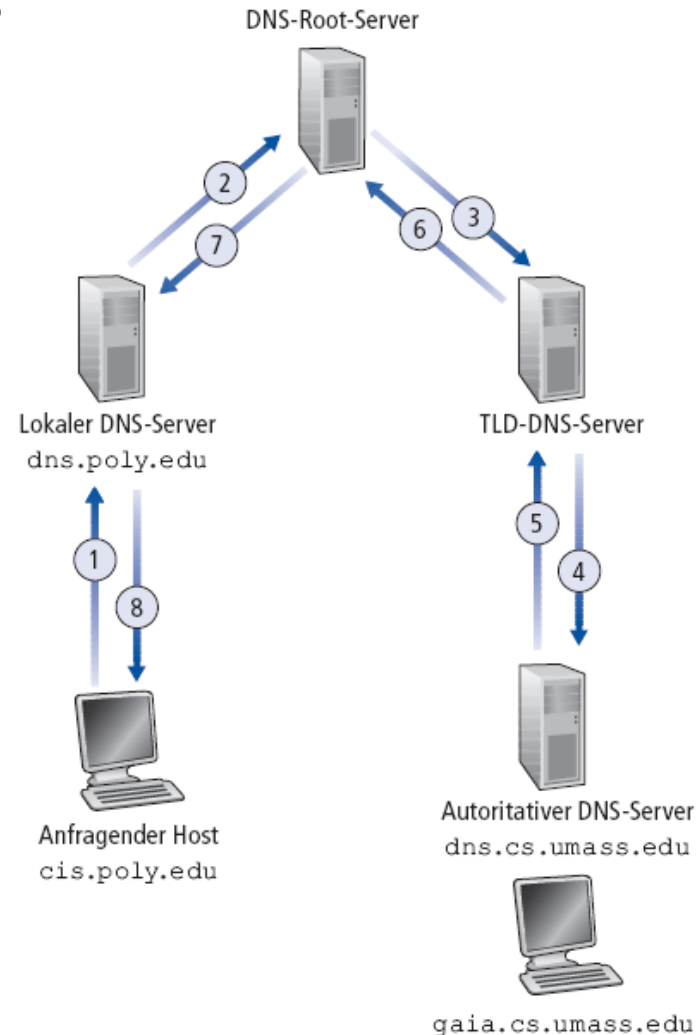 DNS-Root-Server
2
3
6
7
Lokaler DNS-Server
dns.poly.edu
TLD-DNS-Server
1
8
5
4
Anfragender Host
cis.poly.edu
Autoritativer DNS-Server
dns.cs.umass.edu
gaia.cs.umass.edu